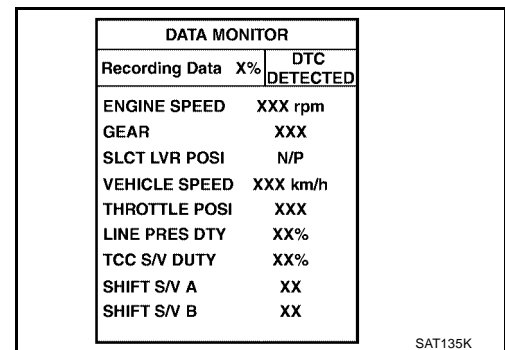 DATA MONITOR
Recording Data X% DTC DETECTED
ENGINE SPEED XXX rpm
GEAR XXX
SLCT LVR POSI N/P
VEHICLE SPEED XXX km/h
THROTTLE POSI XXX
LINE PRES DTY XX%
TCC S/V DUTY XX%
SHIFT S/V A XX
SHIFT S/V B XX
SAT135K